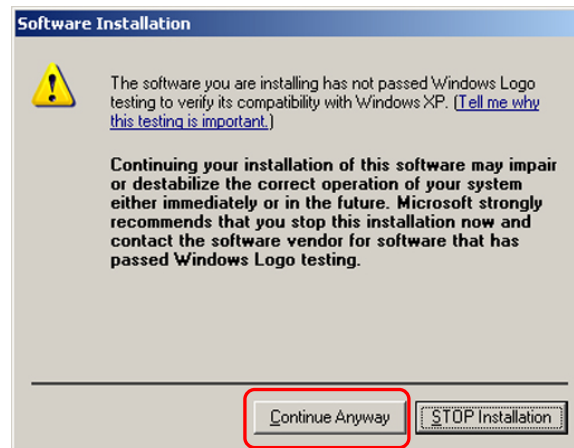 Software Installation
The software you are installing has not passed Windows Logo
testing to verify its compatibility with Windows XP. (Tell me why
this testing is important.)
Continuing your installation of this software may impair
or destabilize the correct operation of your system
either immediately or in the future. Microsoft strongly
recommends that you stop this installation now and
contact the software vendor for software that has
passed Windows Logo testing.
Continue Anyway STOP Installation